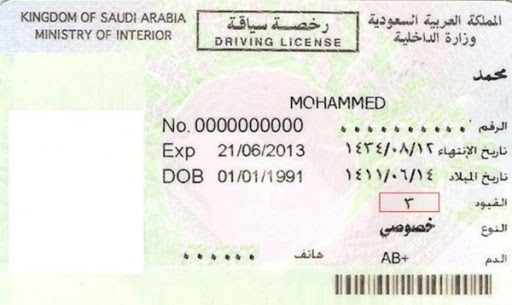 KINGDOM OF SAUDI ARABIA
MINISTRY OF INTERIOR
رخصة سياقة
DRIVING LICENSE
المملكة العربية السعودية
وزارة الداخلية
محمد
MOHAMMED
No. 0000000000 ٠٠٠٠٠٠٠٠٠٠ الرقم
Exp 21/06/2013 ١٤٣٤/٠٨/١٢ تاريخ الإنتهاء
DOB 01/01/1991 ١٤١١/٠٦/١٤ تاريخ الميلاد
القيود ٣
النوع خصوصي
الدم AB+ هاتف ٠٠٠٠٠٠